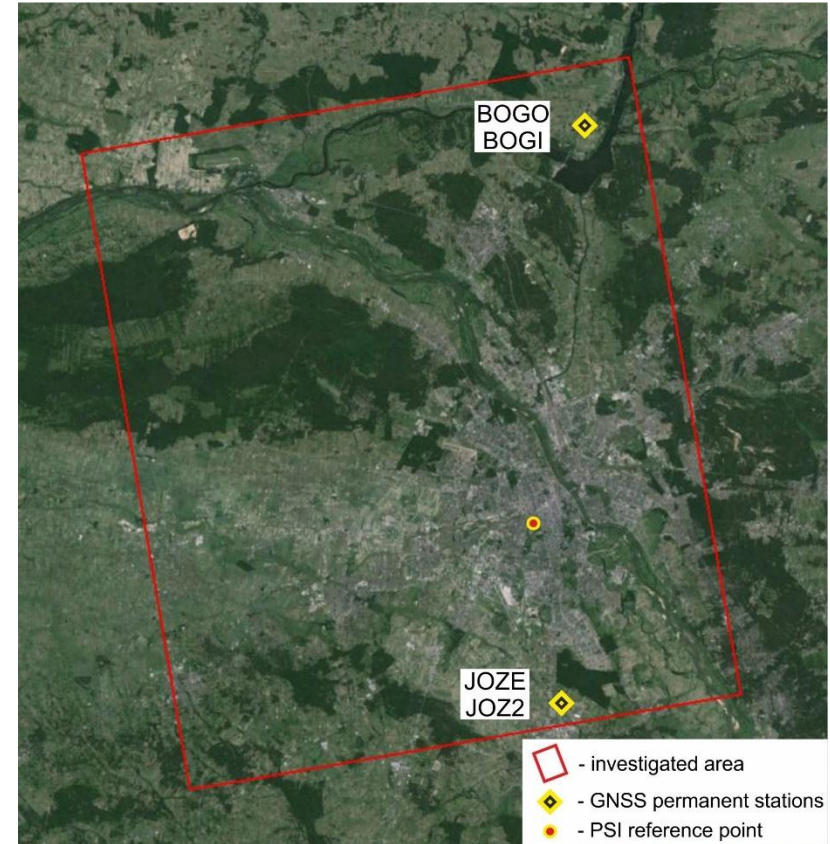 BOGO
BOGI
JOZE
JOZ2
- investigated area
- GNSS permanent stations
- PSI reference point